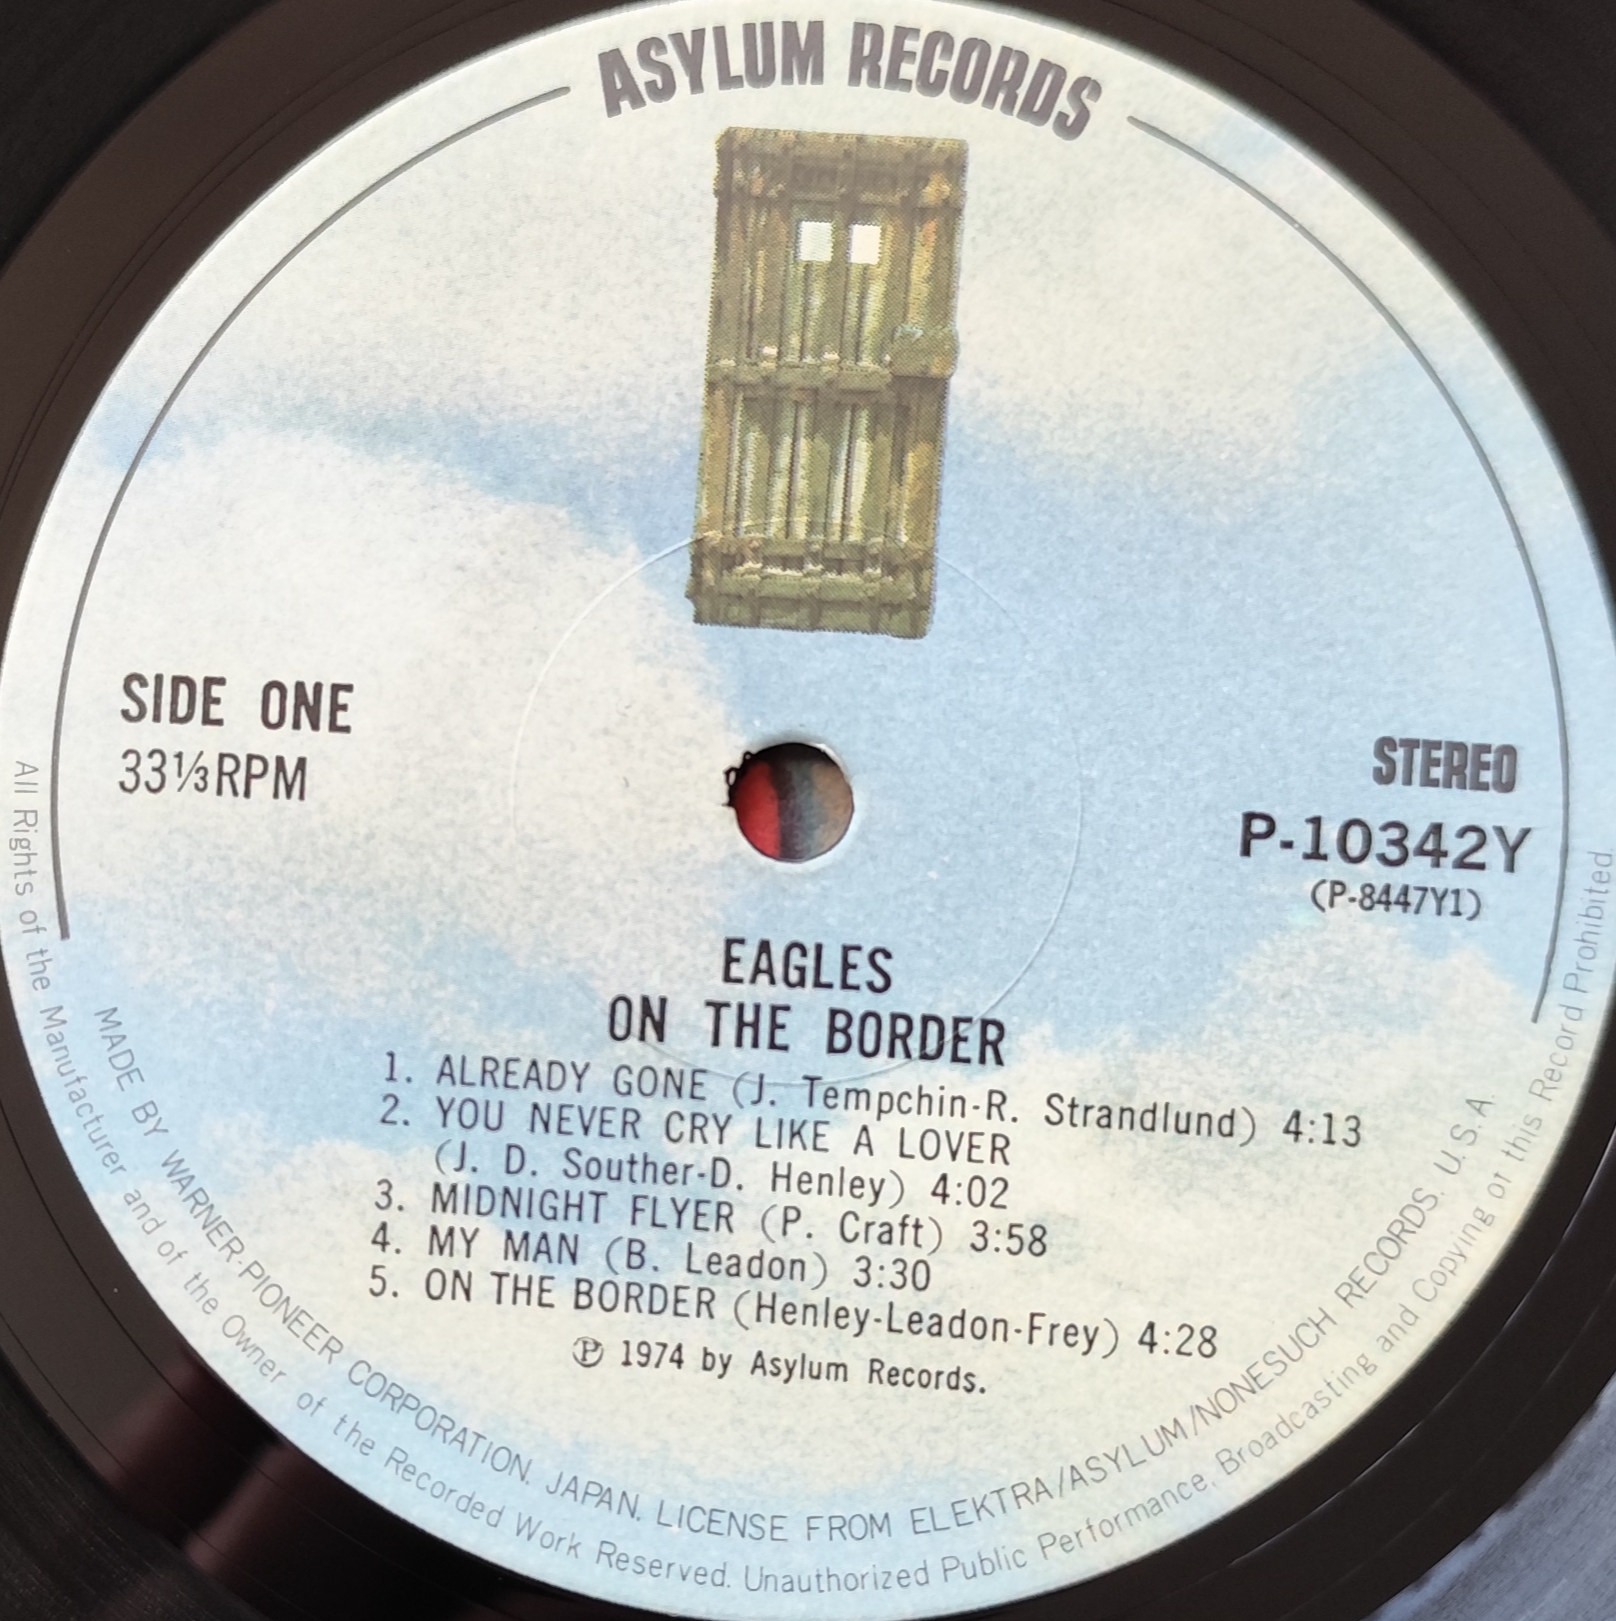 ASYLUM RECORDS
SIDE ONE
33⅓RPM
STEREO
P-10342Y
(P-8447Y1)
EAGLES
ON THE BORDER
1. ALREADY GONE (J. Tempchin-R. Strandlund) 4:13
2. YOU NEVER CRY LIKE A LOVER
(J. D. Souther-D. Henley) 4:02
3. MIDNIGHT FLYER (P. Craft) 3:58
4. MY MAN (B. Leadon) 3:30
5. ON THE BORDER (Henley-Leadon-Frey) 4:28
Ⓟ 1974 by Asylum Records.
MADE BY WARNER-PIONEER CORPORATION. JAPAN. LICENSE FROM ELEKTRA/ASYLUM/NONESUCH RECORDS. U.S.A.
All Rights of the Manufacturer and of the Owner of the Recorded Work Reserved. Unauthorized Public Performance. Broadcasting and Copying of this Record Prohibited.